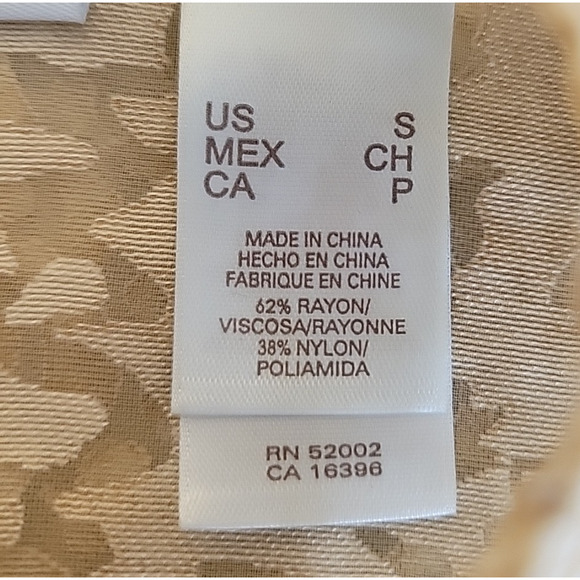 US S
MEX CH
CA P
MADE IN CHINA
HECHO EN CHINA
FABRIQUE EN CHINE
62% RAYON/
VISCOSA/RAYONNE
38% NYLON/
POLIAMIDA
RN 52002
CA 16396